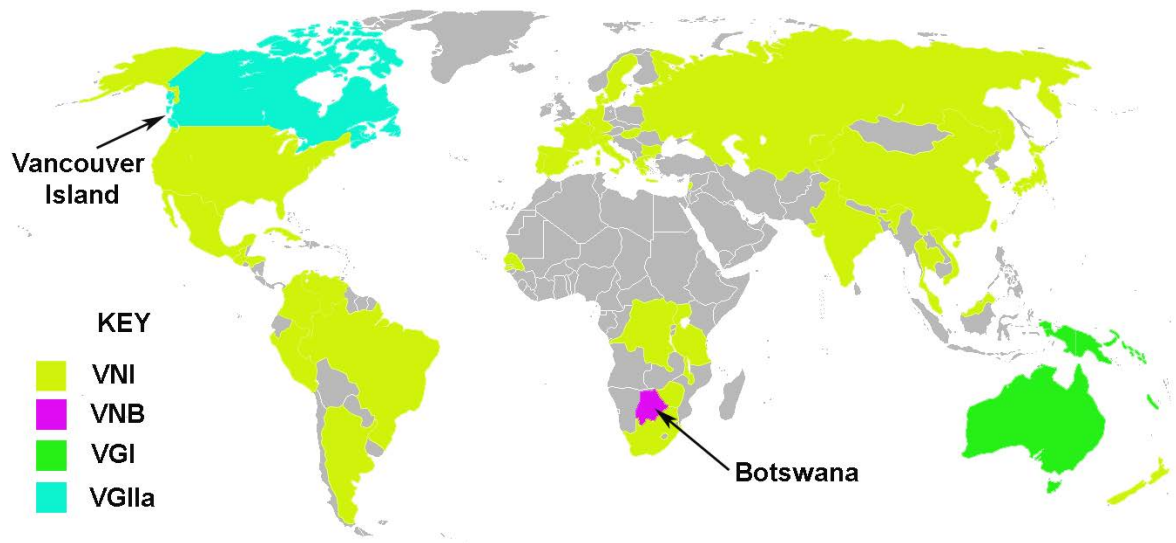 Vancouver
Island
KEY
VNI
VNB
VGI
VGIIa
Botswana